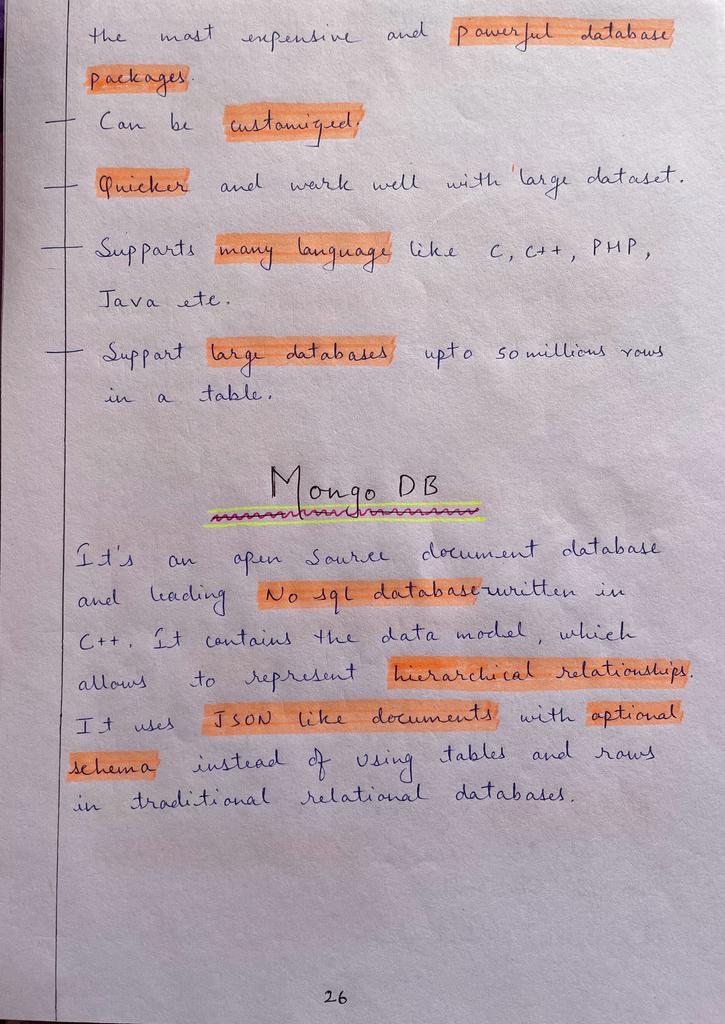 the most expensive and powerful database
packages.
Can be customized.
Quicker and work well with large dataset.
Supports many language like C, C++, PHP,
Java etc.
Support large databases upto 50 millions rows
in a table.
Mongo DB
It's an open source document database
and leading No sql database written in
C++. It contains the data model, which
allows to represent hierarchical relationships.
It uses JSON like documents with optional
schema instead of using tables and rows
in traditional relational databases.
26